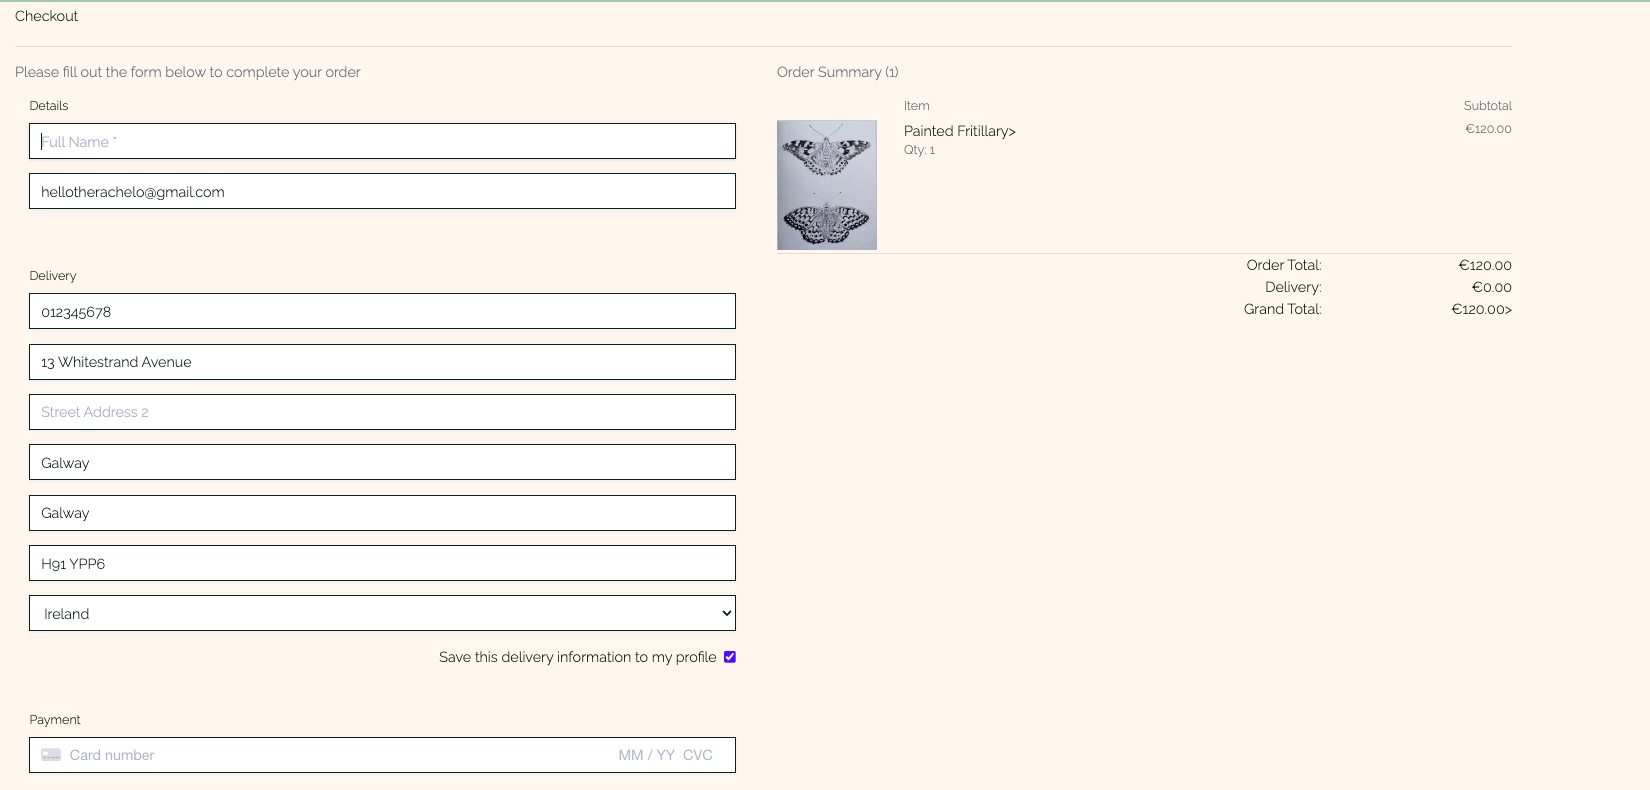 Checkout
Please fill out the form below to complete your order
Details
Full Name *
hellotherachelo@gmail.com
Delivery
012345678
13 Whitestrand Avenue
Street Address 2
Galway
Galway
H91 YPP6
Ireland
Save this delivery information to my profile
Payment
Card number MM / YY CVC
Order Summary (1)
Item Subtotal
Painted Fritillary> €120.00
Qty: 1
Order Total: €120.00
Delivery: €0.00
Grand Total: €120.00>